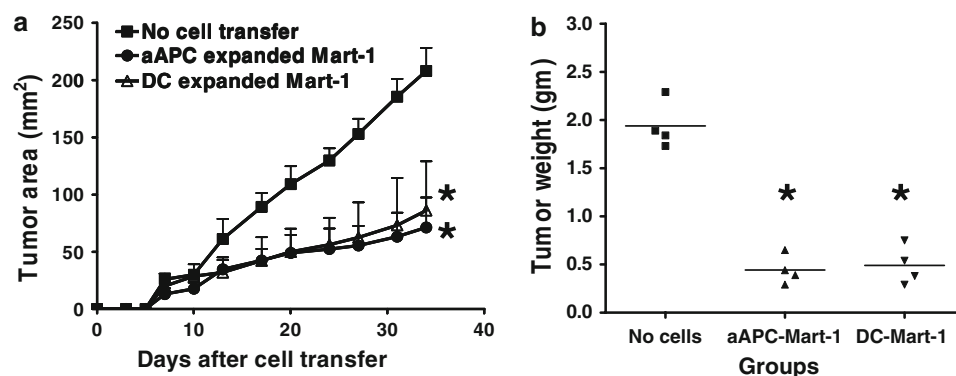 a
250
200
150
100
50
0
Tumor area (mm²)
No cell transfer
aAPC expanded Mart-1
DC expanded Mart-1
*
*
0 10 20 30 40
Days after cell transfer
b
3.0
2.5
2.0
1.5
1.0
0.5
0.0
Tum or weight (gm)
* *
No cells aAPC-Mart-1 DC-Mart-1
Groups